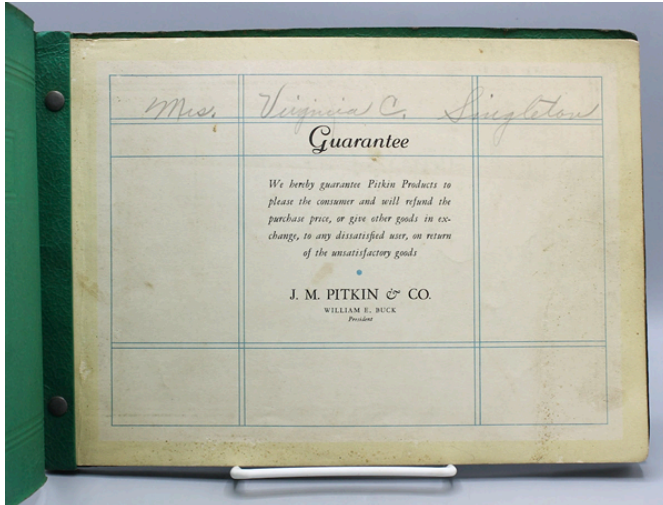 Mrs. Virginia C. Singleton
Guarantee
We hereby guarantee Pitkin Products to
please the consumer and will refund the
purchase price, or give other goods in ex-
change, to any dissatisfied user, on return
of the unsatisfactory goods
J. M. PITKIN & CO.
WILLIAM E. BUCK
President